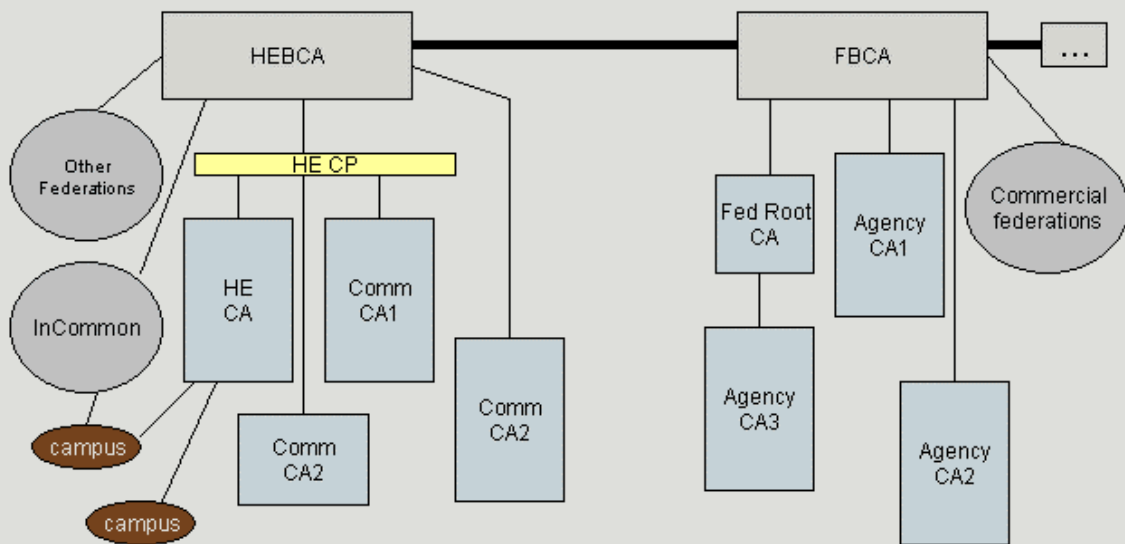 HEBCA
FBCA
...
Other
Federations
HE CP
Fed Root
CA
Agency
CA1
Commercial
federations
InCommon
HE
CA
Comm
CA1
Comm
CA2
Agency
CA3
campus
Comm
CA2
Agency
CA2
campus